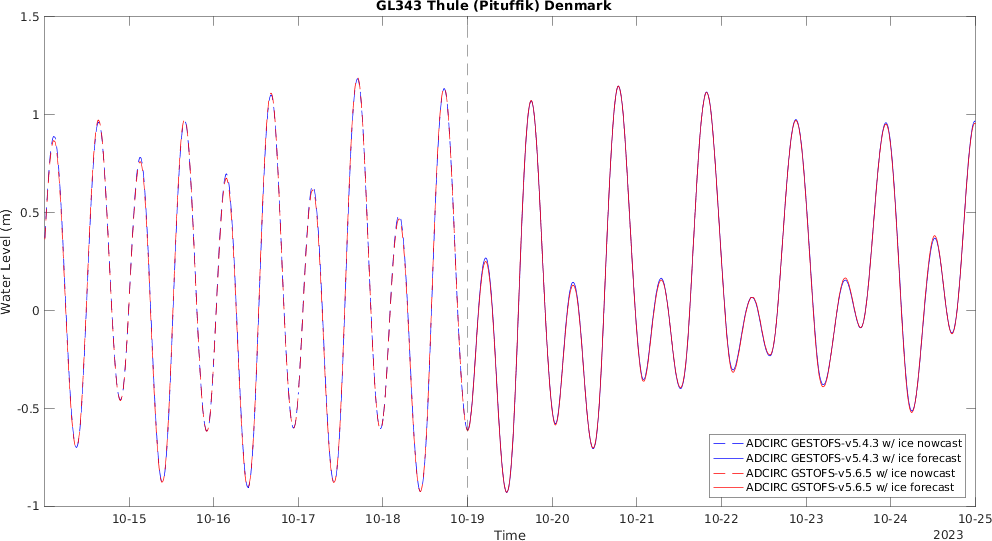 GL343 Thule (Pituffik) Denmark
1.5
1
0.5
0
-0.5
-1
Water Level (m)
ADCIRC GESTOFS-v5.4.3 w/ ice nowcast
ADCIRC GESTOFS-v5.4.3 w/ ice forecast
ADCIRC GSTOFS-v5.6.5 w/ ice nowcast
ADCIRC GSTOFS-v5.6.5 w/ ice forecast
10-15 10-16 10-17 10-18 10-19 10-20 10-21 10-22 10-23 10-24 10-25
Time
2023